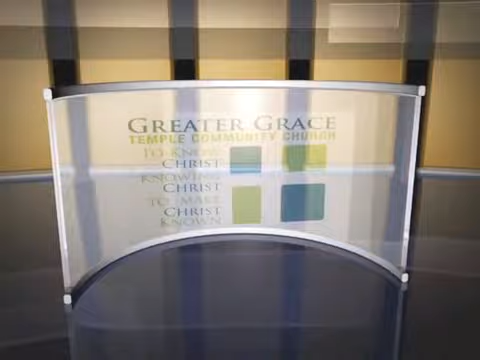 GREATER GRACE
TEMPLE COMMUNITY CHURCH
TO KNOW
CHRIST
KNOWING
CHRIST
TO MAKE
CHRIST
KNOWN